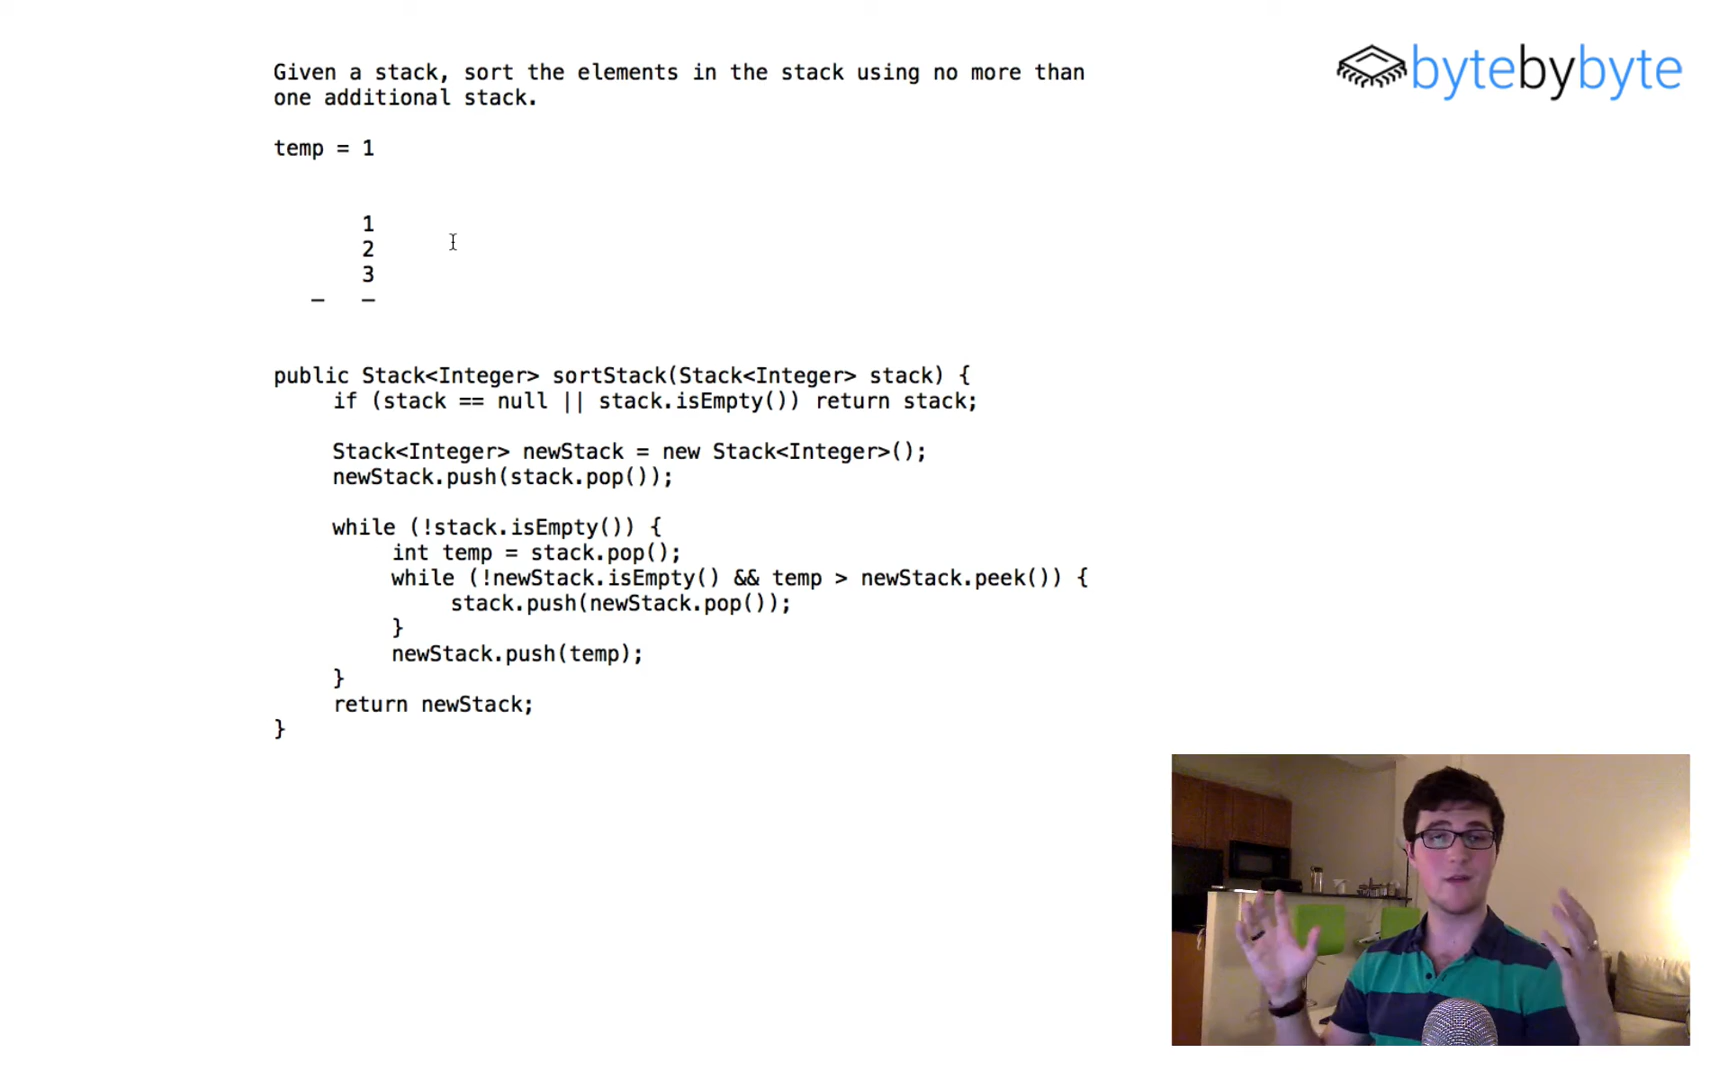 Given a stack, sort the elements in the stack using no more than
one additional stack.
bytebybyte
temp = 1
1
2
3
_ _
public Stack<Integer> sortStack(Stack<Integer> stack) {
if (stack == null || stack.isEmpty()) return stack;
Stack<Integer> newStack = new Stack<Integer>();
newStack.push(stack.pop());
while (!stack.isEmpty()) {
int temp = stack.pop();
while (!newStack.isEmpty() && temp > newStack.peek()) {
stack.push(newStack.pop());
}
newStack.push(temp);
}
return newStack;
}